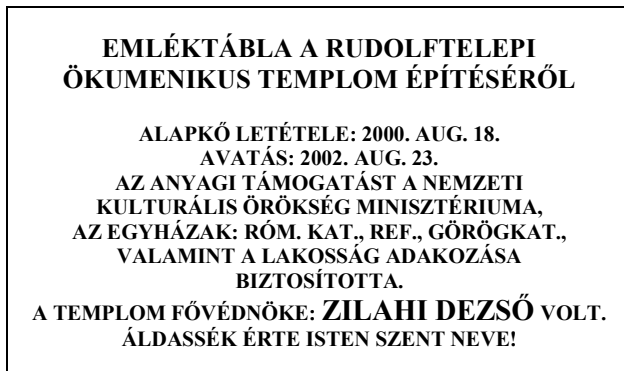 EMLÉKTÁBLA A RUDOLFTELEPI
ÖKUMENIKUS TEMPLOM ÉPÍTÉSÉRŐL
ALAPKŐ LETÉTELE: 2000. AUG. 18.
AVATÁS: 2002. AUG. 23.
AZ ANYAGI TÁMOGATÁST A NEMZETI
KULTURÁLIS ÖRÖKSÉG MINISZTÉRIUMA,
AZ EGYHÁZAK: RÓM. KAT., REF., GÖRÖGKAT.,
VALAMINT A LAKOSSÁG ADAKOZÁSA
BIZTOSÍTOTTA.
A TEMPLOM FŐVÉDNÖKE: ZILAHI DEZSŐ VOLT.
ÁLDASSÉK ÉRTE ISTEN SZENT NEVE!